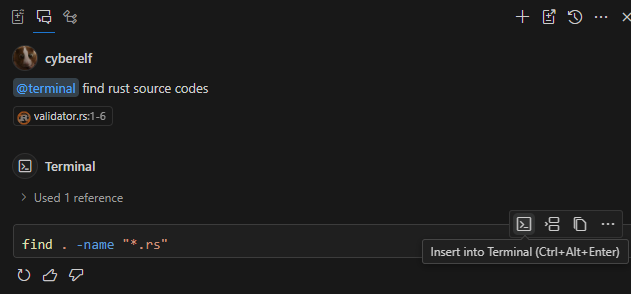 cyberelf
@terminal find rust source codes
validator.rs:1-6
Terminal
Used 1 reference
find . -name "*.rs"
Insert into Terminal (Ctrl+Alt+Enter)